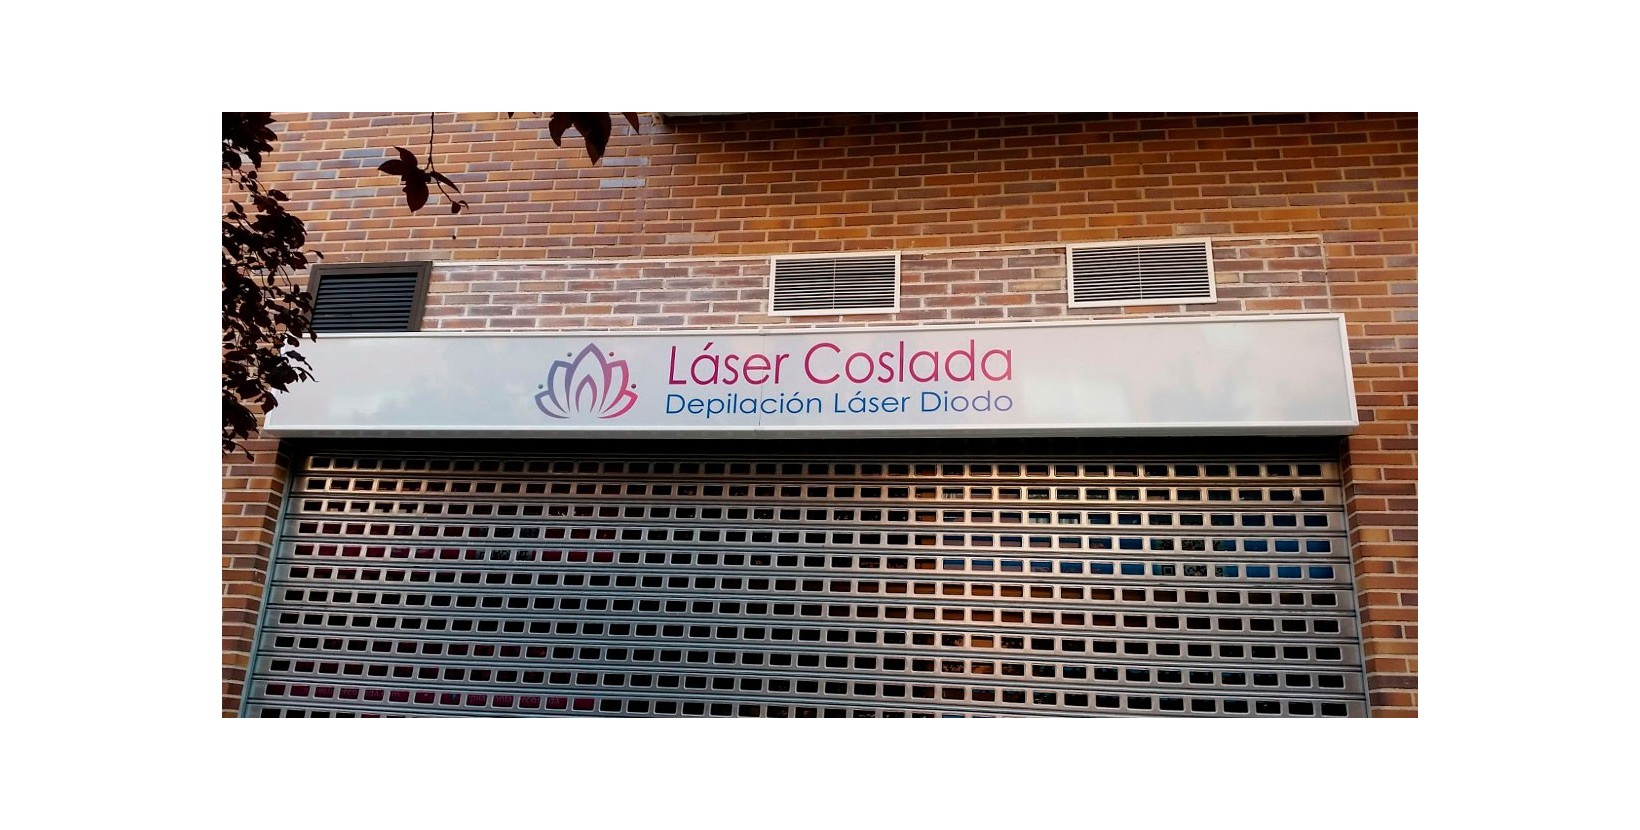 Láser Coslada
Depilación Láser Diodo